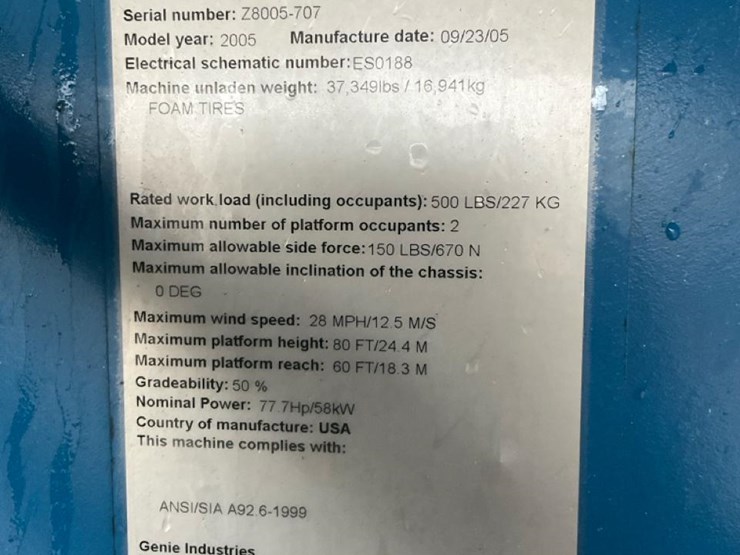 Serial number: Z8005-707
Model year: 2005 Manufacture date: 09/23/05
Electrical schematic number: ES0188
Machine unladen weight: 37,349lbs / 16,941kg
FOAM TIRES
Rated work load (including occupants): 500 LBS/227 KG
Maximum number of platform occupants: 2
Maximum allowable side force: 150 LBS/670 N
Maximum allowable inclination of the chassis:
0 DEG
Maximum wind speed: 28 MPH/12.5 M/S
Maximum platform height: 80 FT/24.4 M
Maximum platform reach: 60 FT/18.3 M
Gradeability: 50 %
Nominal Power: 77.7Hp/58kW
Country of manufacture: USA
This machine complies with:
ANSI/SIA A92.6-1999
Genie Industries